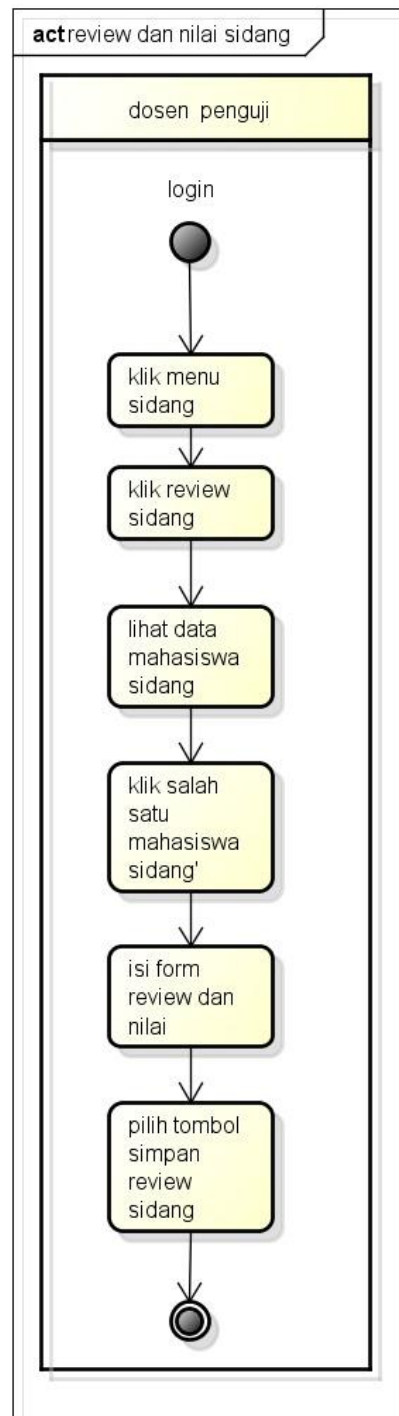 act review dan nilai sidang
dosen penguji
login
klik menu
sidang
klik review
sidang
lihat data
mahasiswa
sidang
klik salah
satu
mahasiswa
sidang'
isi form
review dan
nilai
pilih tombol
simpan
review
sidang